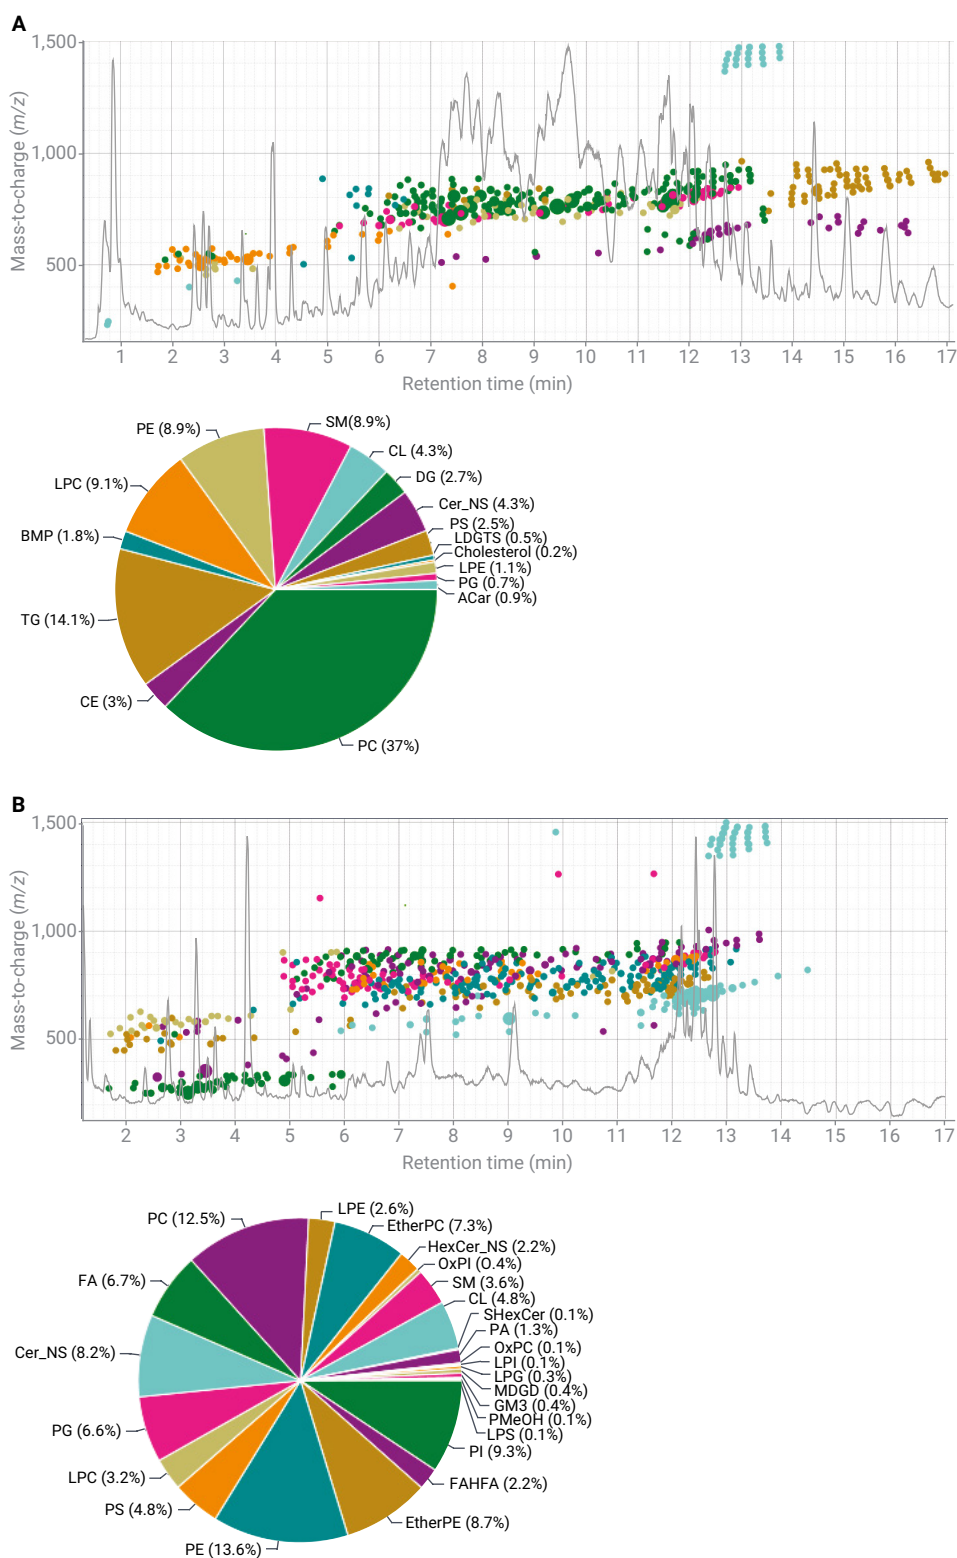 A
1,500
1,000
500
Mass-to-charge (m/z)
1 2 3 4 5 6 7 8 9 10 11 12 13 14 15 16 17
Retention time (min)
SM(8.9%)
PE (8.9%)
CL (4.3%)
DG (2.7%)
LPC (9.1%)
Cer_NS (4.3%)
PS (2.5%)
BMP (1.8%)
LDGTS (0.5%)
Cholesterol (0.2%)
LPE (1.1%)
PG (0.7%)
ACar (0.9%)
TG (14.1%)
CE (3%)
PC (37%)
B
1,500
1,000
500
Mass-to-charge (m/z)
2 3 4 5 6 7 8 9 10 11 12 13 14 15 16 17
Retention time (min)
LPE (2.6%)
PC (12.5%)
EtherPC (7.3%)
HexCer_NS (2.2%)
OxPI (0.4%)
FA (6.7%)
SM (3.6%)
CL (4.8%)
SHexCer (0.1%)
PA (1.3%)
OxPC (0.1%)
Cer_NS (8.2%)
LPI (0.1%)
LPG (0.3%)
MDGD (0.4%)
GM3 (0.4%)
PMeOH (0.1%)
PG (6.6%)
LPS (0.1%)
PI (9.3%)
LPC (3.2%)
FAHFA (2.2%)
PS (4.8%)
EtherPE (8.7%)
PE (13.6%)